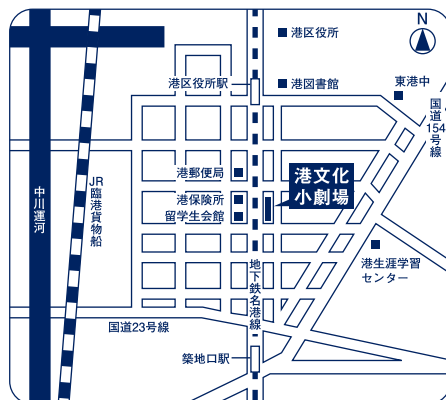 N
港区役所
港区役所駅
港図書館
東港中
国道154号線
港郵便局
港文化
小劇場
港保険所
留学生会館
JR臨港貨物船
中川運河
港生涯学習
センター
地下鉄名港線
国道23号線
築地口駅